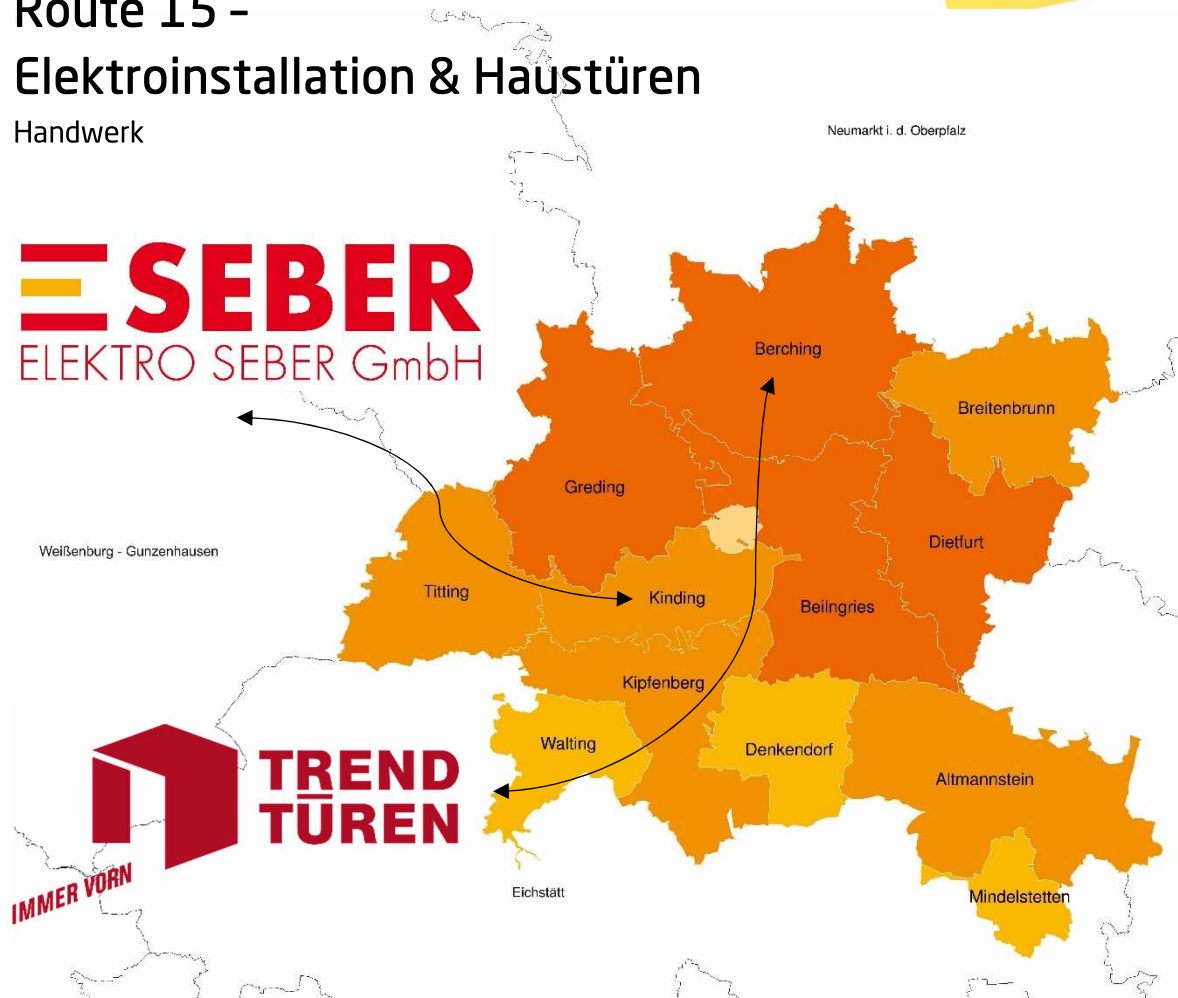 Route 15 –
Elektroinstallation & Haustüren
Handwerk
Neumarkt i. d. Oberpfalz
SEBER
ELEKTRO SEBER GmbH
Berching
Breitenbrunn
Greding
Dietfurt
Weißenburg - Gunzenhausen
Titting
Kinding
Beilngries
Kipfenberg
Walting
Denkendorf
TREND
TÜREN
Altmannstein
IMMER VORN
Eichstätt
Mindelstetten